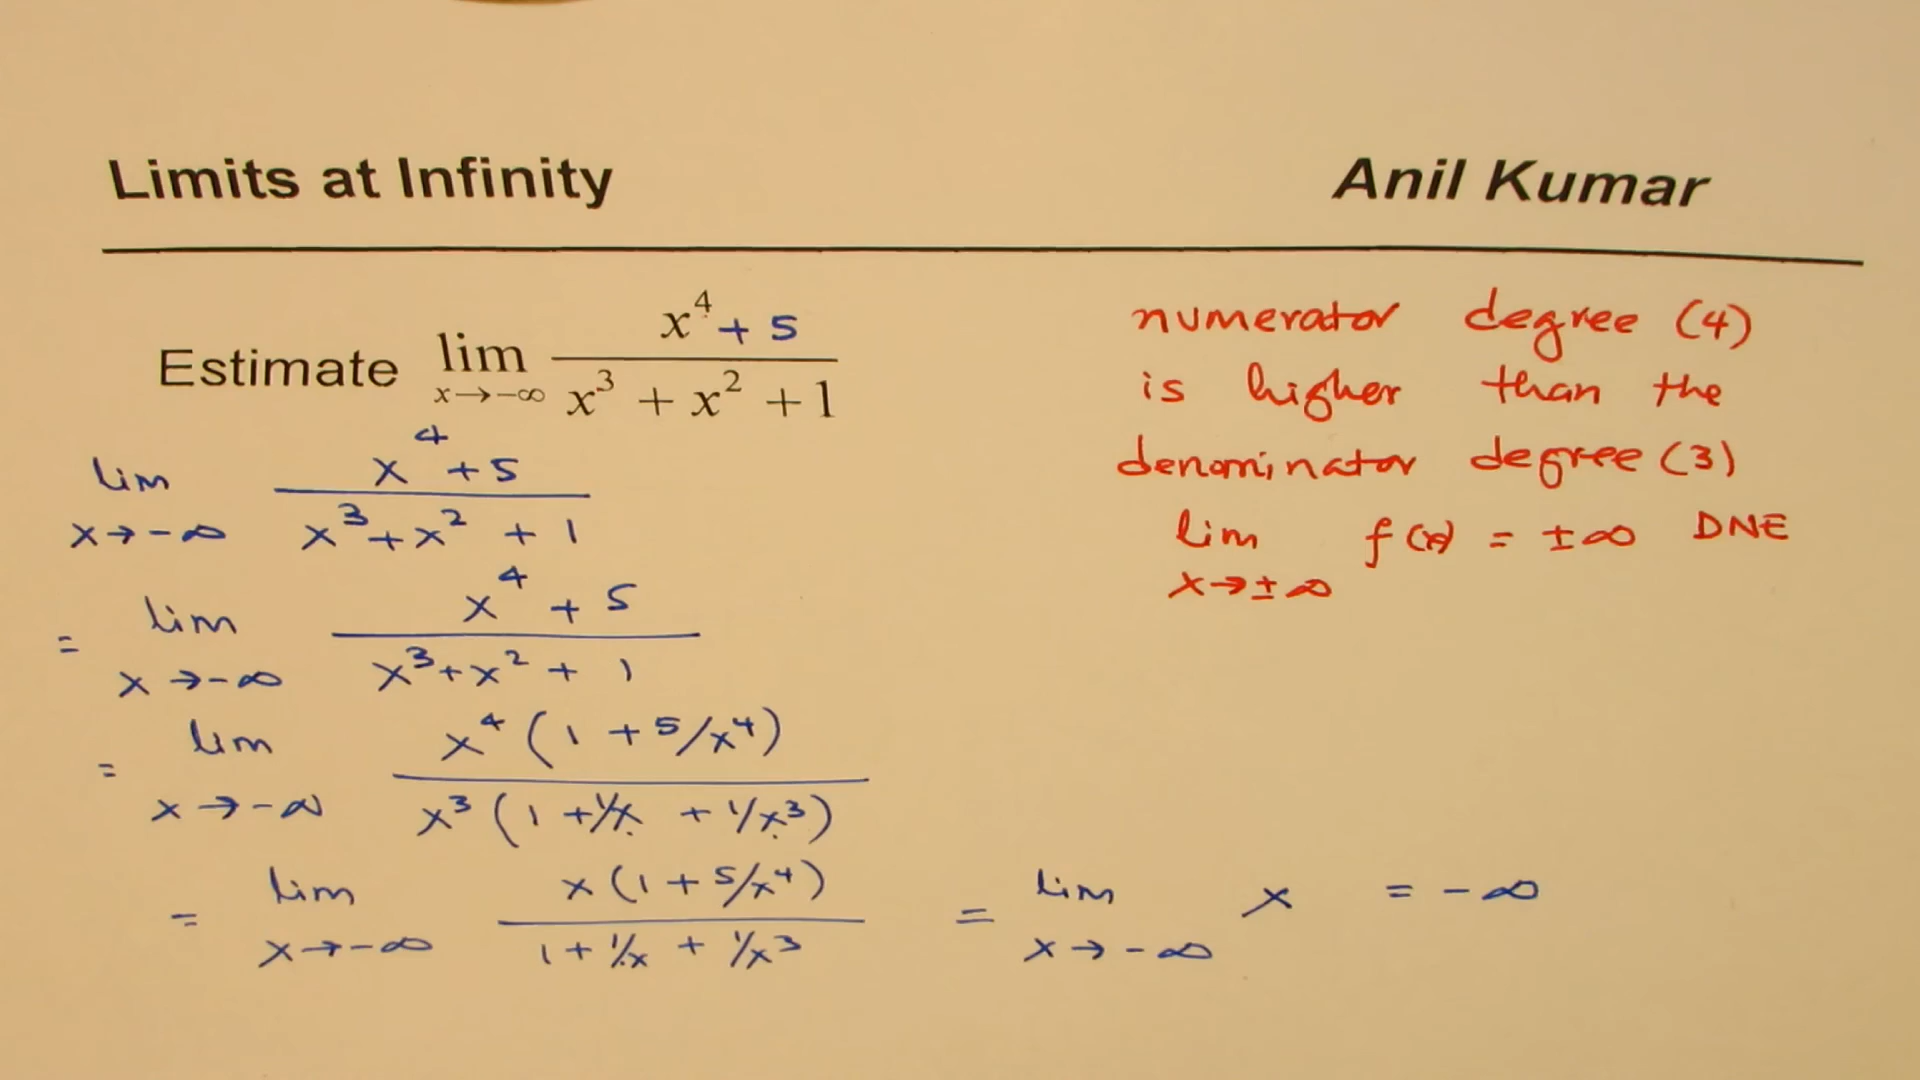 Limits at Infinity Anil Kumar
Estimate lim x→-∞ (x⁴ + 5)/(x³ + x² + 1)
lim x→-∞ (x⁴ + 5)/(x³ + x² + 1)
= lim x→-∞ (x⁴ + 5)/(x³ + x² + 1)
= lim x→-∞ x⁴(1 + 5/x⁴)/x³(1 + 1/x + 1/x³)
= lim x→-∞ x(1 + 5/x⁴)/(1 + 1/x + 1/x³) = lim x→-∞ x = -∞
numerator degree (4)
is higher than the
denominator degree (3)
lim x→±∞ f(x) = ±∞ DNE